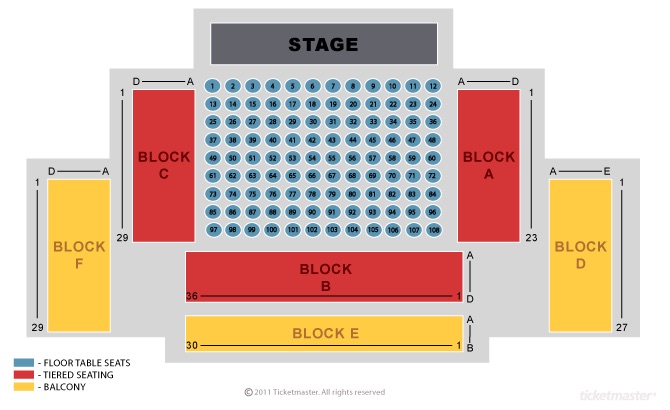 STAGE
D A
A D
1
1
1 2 3 4 5 6 7 8 9 10 11 12
13 14 15 16 17 18 19 20 21 22 23 24
25 26 27 28 29 30 31 32 33 34 35 36
37 38 39 40 41 42 43 44 45 46 47 48
49 50 51 52 53 54 55 56 57 58 59 60
61 62 63 64 65 66 67 68 69 70 71 72
73 74 75 76 77 78 79 80 81 82 83 84
85 86 87 88 89 90 91 92 93 94 95 96
97 98 99 100 101 102 103 104 105 106 107 108
BLOCK
C
29
BLOCK
A
23
D A
1
BLOCK
F
29
A E
1
BLOCK
D
27
BLOCK
B
36 1
A
D
BLOCK E
30 1
A
B
- FLOOR TABLE SEATS
- TIERED SEATING
- BALCONY
© 2011 Ticketmaster. All rights reserved
ticketmaster